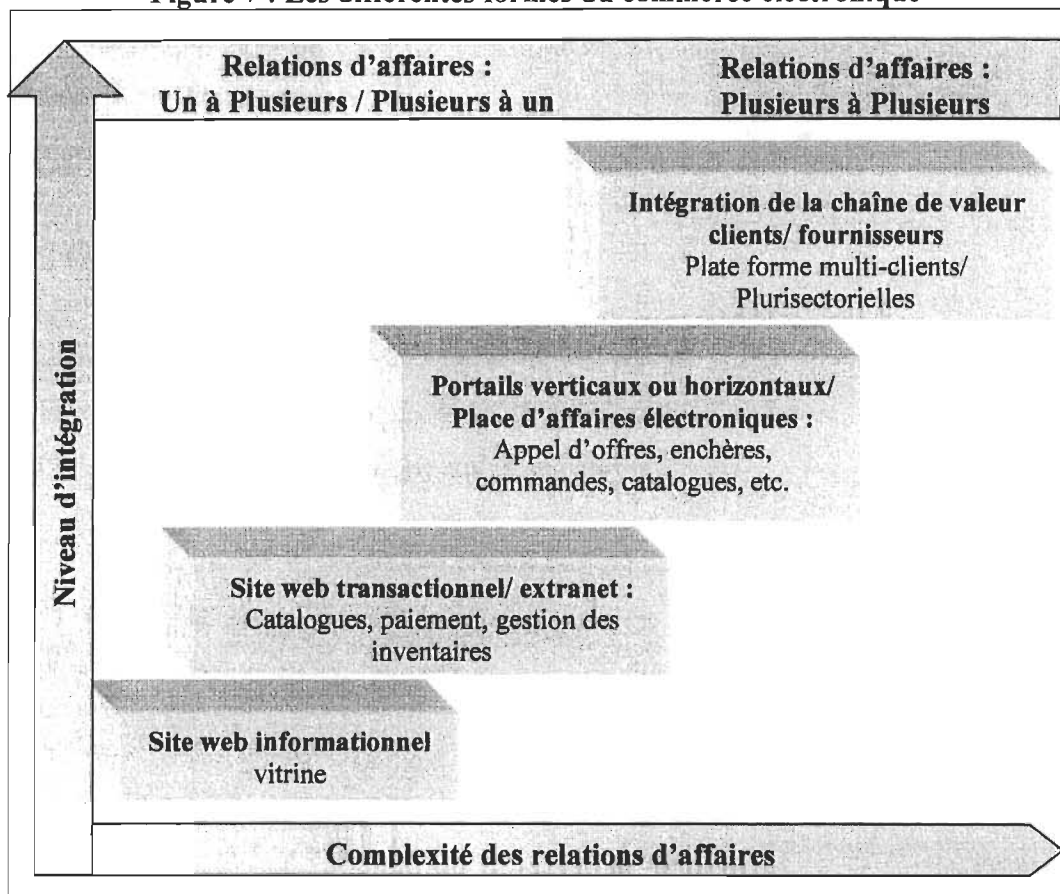 Relations d'affaires :
Un à Plusieurs / Plusieurs à un
Relations d'affaires :
Plusieurs à Plusieurs
Intégration de la chaîne de valeur
clients/ fournisseurs
Plate forme multi-clients/
Plurisectorielles
Portails verticaux ou horizontaux/
Place d'affaires électroniques :
Appel d'offres, enchères,
commandes, catalogues, etc.
Site web transactionnel/ extranet :
Catalogues, paiement, gestion des
inventaires
Site web informationnel
vitrine
Niveau d'intégration
Complexité des relations d'affaires